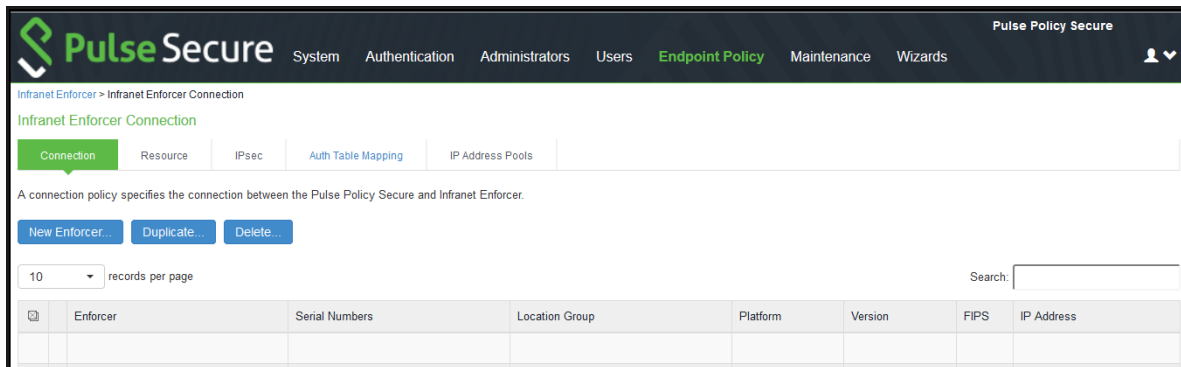 Pulse Policy Secure
Pulse Secure System Authentication Administrators Users Endpoint Policy Maintenance Wizards
Infranet Enforcer > Infranet Enforcer Connection
Infranet Enforcer Connection
Connection Resource IPsec Auth Table Mapping IP Address Pools
A connection policy specifies the connection between the Pulse Policy Secure and Infranet Enforcer.
New Enforcer... Duplicate... Delete...
10 records per page Search:
Enforcer Serial Numbers Location Group Platform Version FIPS IP Address